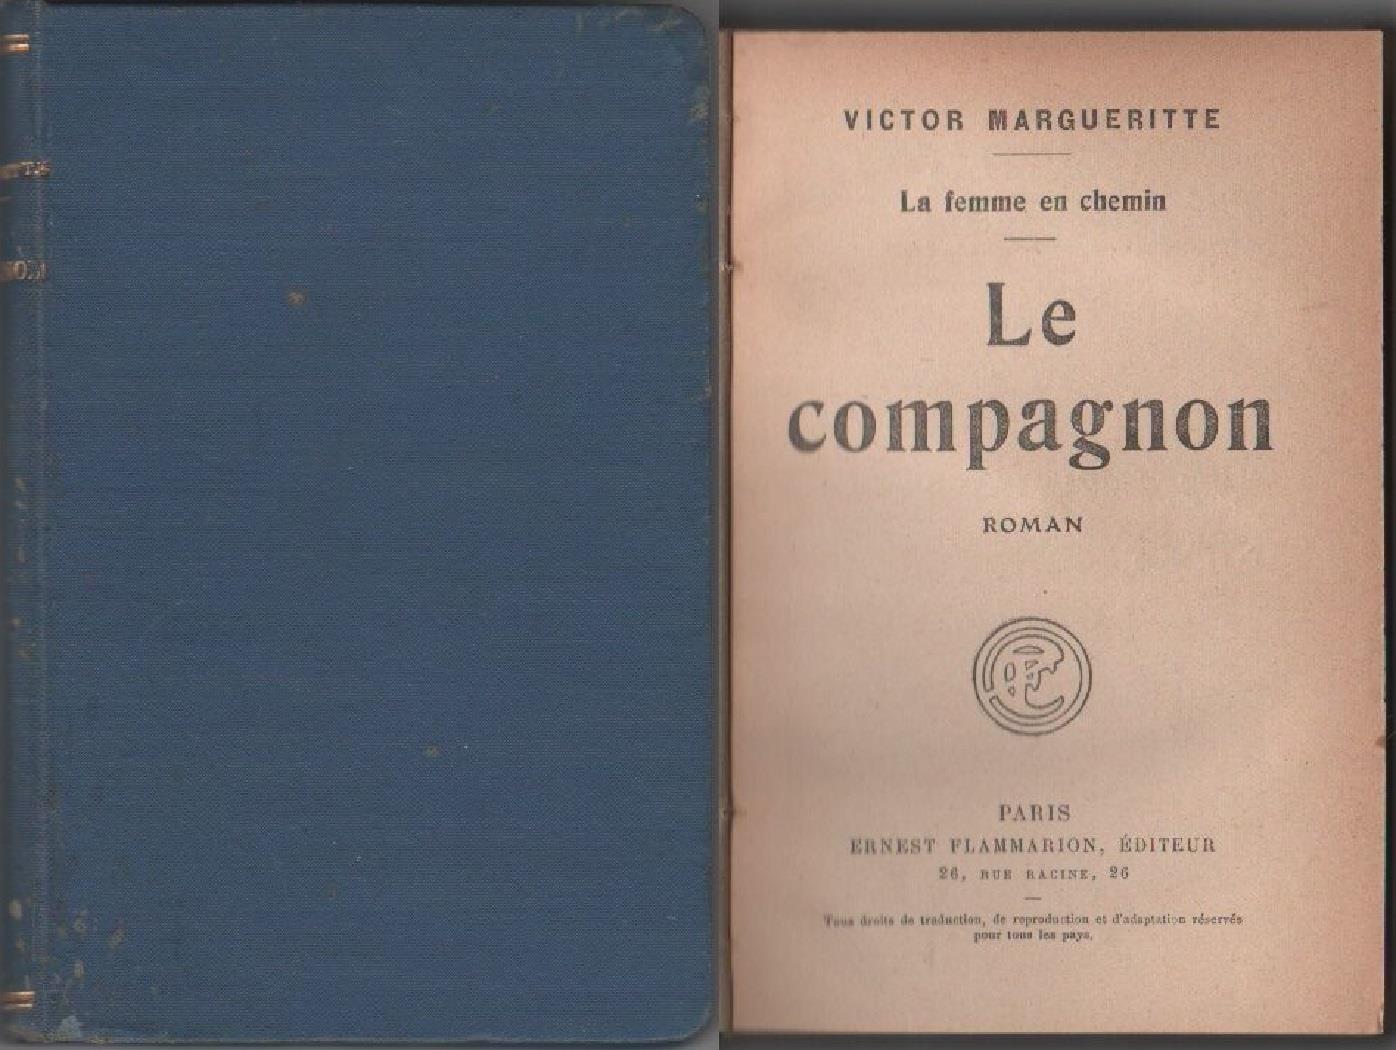 VICTOR MARGUERITTE
La femme en chemin
Le
compagnon
ROMAN
PARIS
ERNEST FLAMMARION, ÉDITEUR
26, RUE RACINE, 26
Tous droits de traduction, de reproduction et d'adaptation réservés
pour tous les pays.